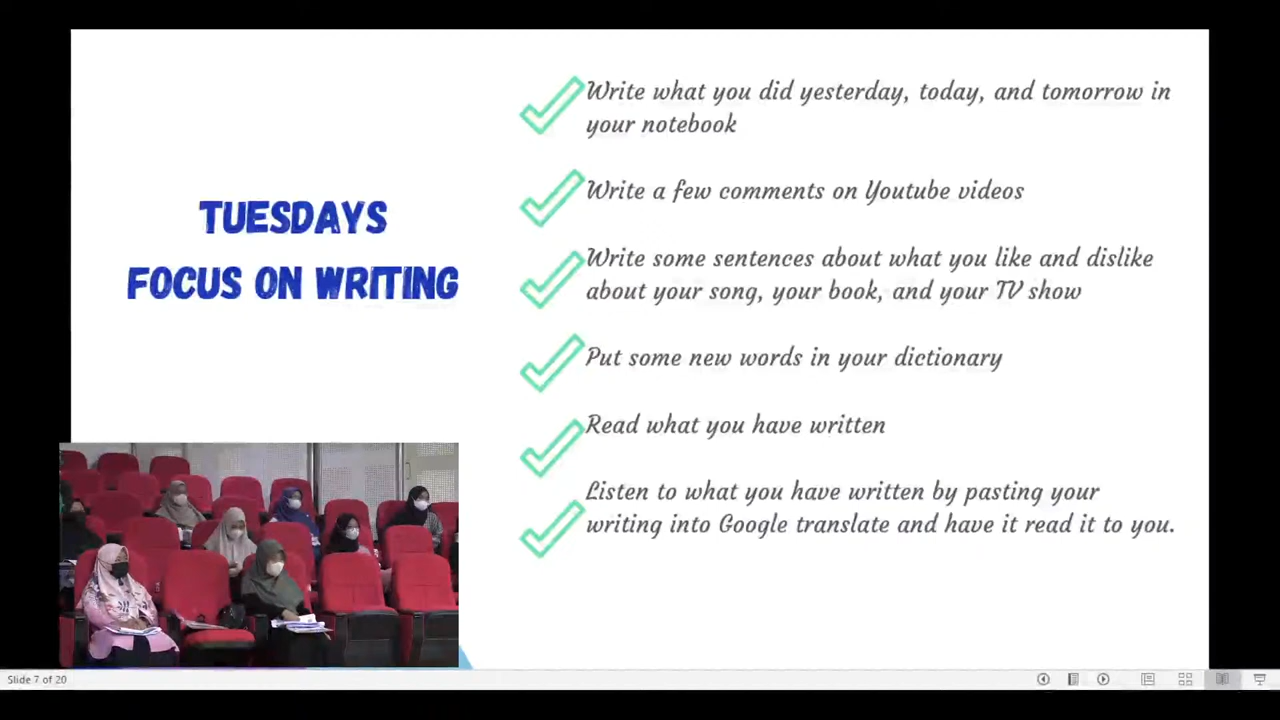 TUESDAYS
FOCUS ON WRITING
Write what you did yesterday, today, and tomorrow in
your notebook
Write a few comments on Youtube videos
Write some sentences about what you like and dislike
about your song, your book, and your TV show
Put some new words in your dictionary
Read what you have written
Listen to what you have written by pasting your
writing into Google translate and have it read it to you.
Slide 7 of 20